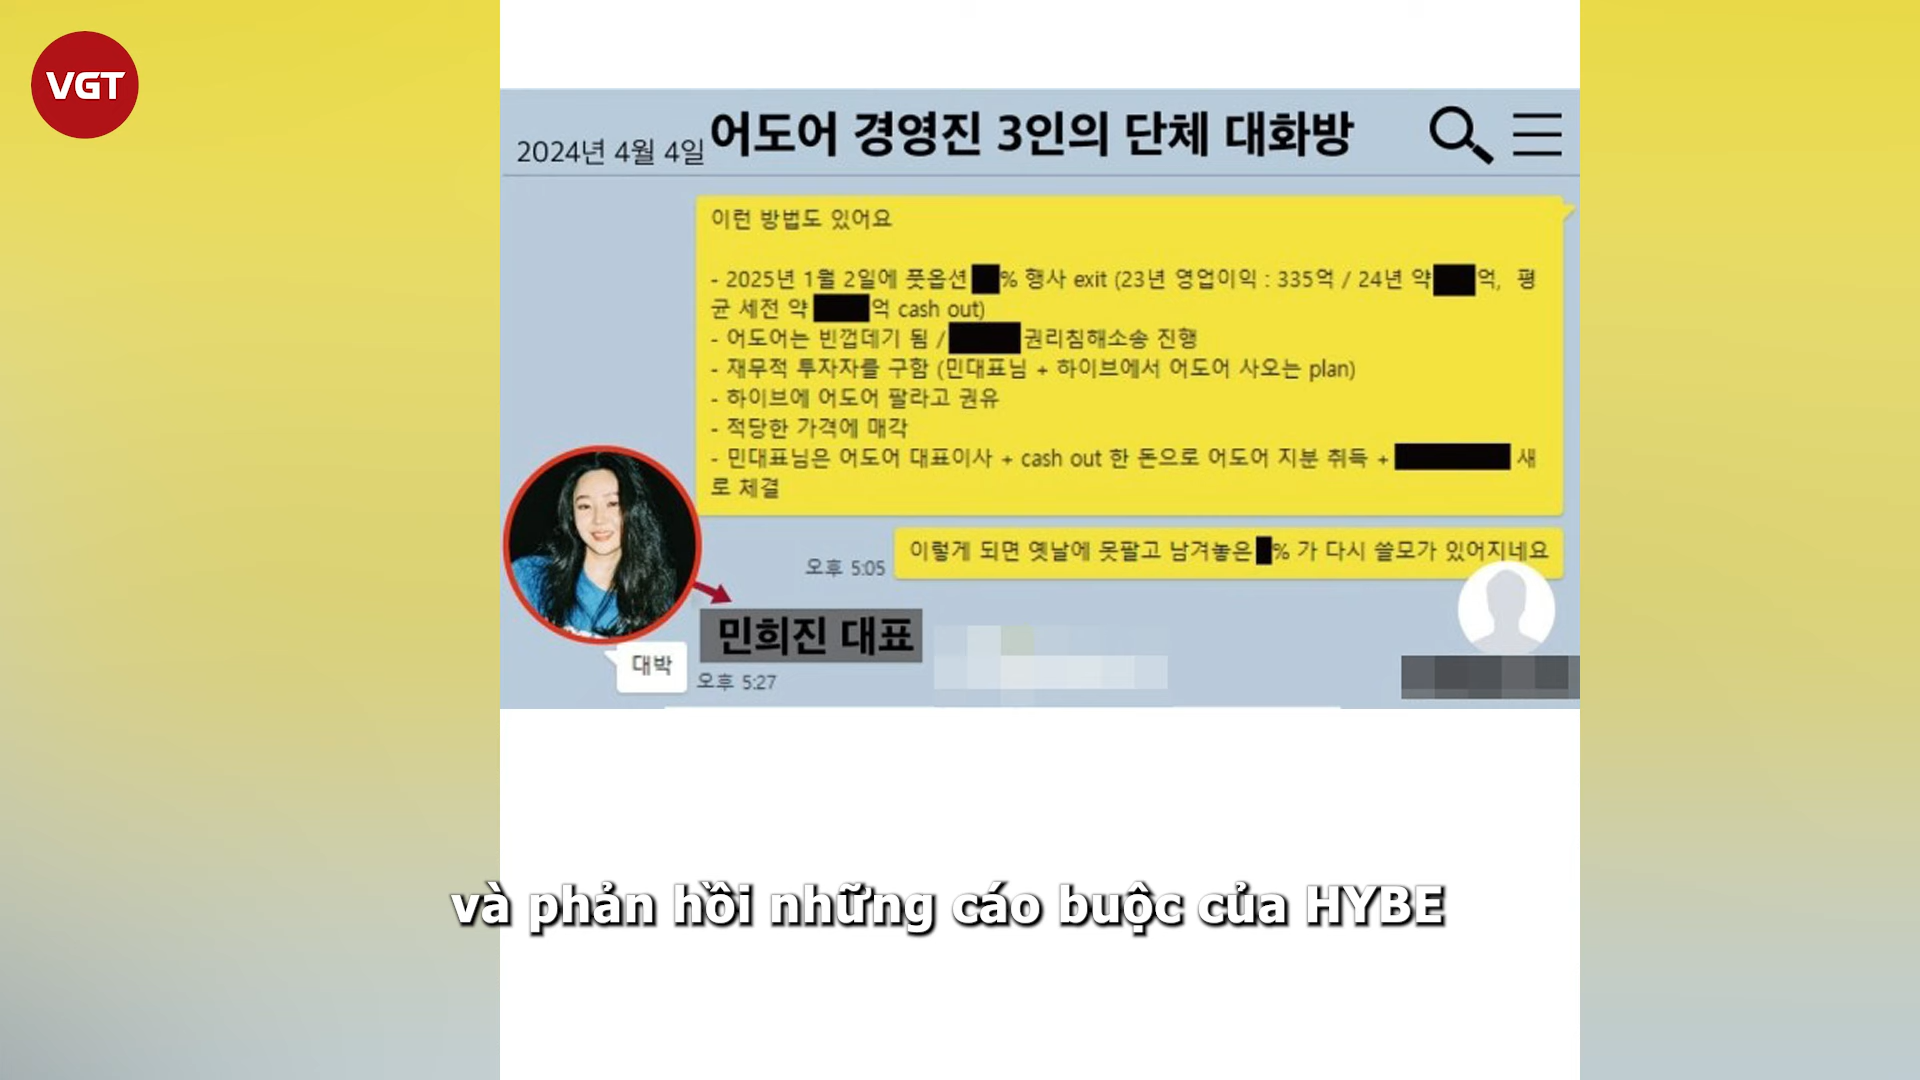 VGT
2024년 4월 4일
어도어 경영진 3인의 단체 대화방
이런 방법도 있어요
- 2025년 1월 2일에 풋옵션 % 행사 exit (23년 영업이익 : 335억 / 24년 약 억, 평
균 세전 약 억 cash out)
- 어도어는 빈껍데기 됨 / 권리침해소송 진행
- 재무적 투자자를 구함 (민대표님 + 하이브에서 어도어 사오는 plan)
- 하이브에 어도어 팔라고 권유
- 적당한 가격에 매각
- 민대표님은 어도어 대표이사 + cash out 한 돈으로 어도어 지분 취득 + 새
로 체결
오후 5:05
이렇게 되면 옛날에 못팔고 남겨놓은 % 가 다시 쓸모가 있어지네요
민희진 대표
대박
오후 5:27
và phản hồi những cáo buộc của HYBE